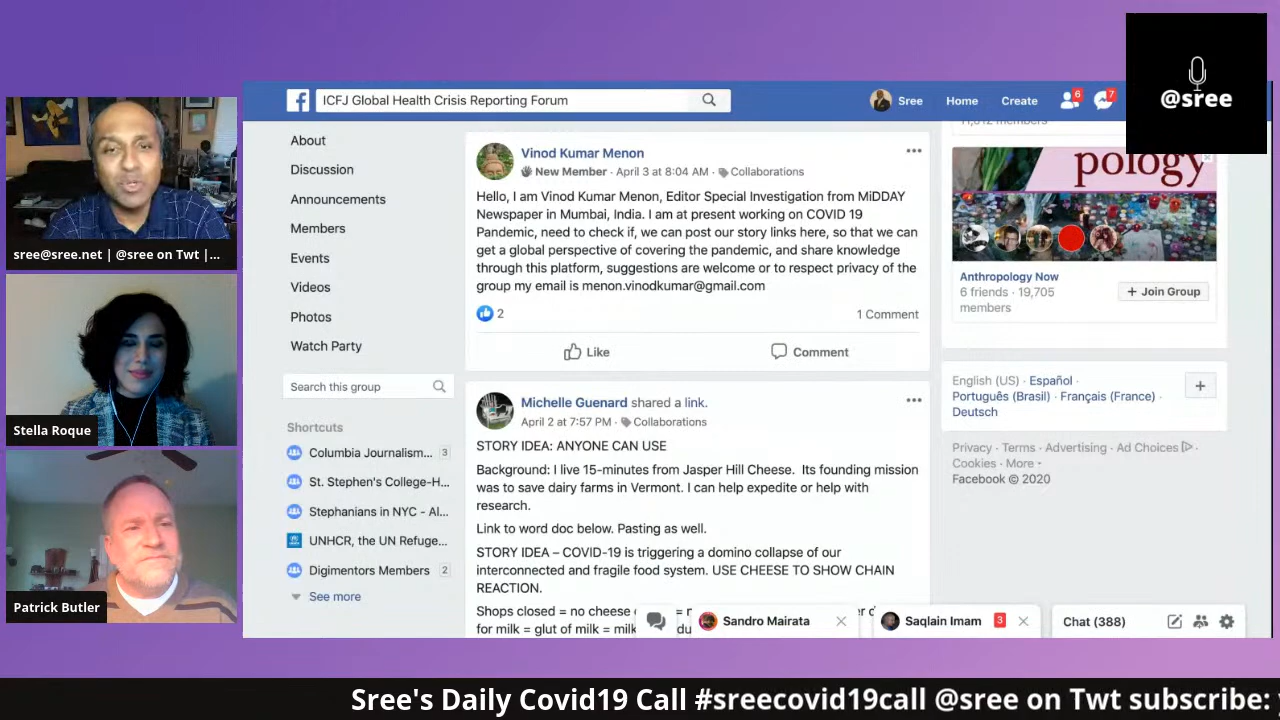 @sree
ICFJ Global Health Crisis Reporting Forum
Sree
Home
Create
6
7
sree@sree.net | @sree on Twt |...
Stella Roque
Patrick Butler
About
Discussion
Announcements
Members
Events
Videos
Photos
Watch Party
Search this group
Shortcuts
Columbia Journalism... 3
St. Stephen's College-H...
Stephanians in NYC - Al...
UNHCR, the UN Refuge...
Digimentors Members 2
See more
Vinod Kumar Menon
New Member · April 3 at 8:04 AM · Collaborations
Hello, I am Vinod Kumar Menon, Editor Special Investigation from MiDDAY
Newspaper in Mumbai, India. I am at present working on COVID 19
Pandemic, need to check if, we can post our story links here, so that we can
get a global perspective of covering the pandemic, and share knowledge
through this platform, suggestions are welcome or to respect privacy of the
group my email is menon.vinodkumar@gmail.com
2
1 Comment
Like
Comment
Michelle Guenard shared a link.
April 2 at 7:57 PM · Collaborations
STORY IDEA: ANYONE CAN USE
Background: I live 15-minutes from Jasper Hill Cheese. Its founding mission
was to save dairy farms in Vermont. I can help expedite or help with
research.
Link to word doc below. Pasting as well.
STORY IDEA – COVID-19 is triggering a domino collapse of our
interconnected and fragile food system. USE CHEESE TO SHOW CHAIN
REACTION.
Shops closed = no cheese
for milk = glut of milk = milk
members
pology
Anthropology Now
6 friends · 19,705
members
+ Join Group
English (US) · Español ·
Português (Brasil) · Français (France) ·
Deutsch
Privacy · Terms · Advertising · Ad Choices ·
Cookies · More
Facebook © 2020
Sandro Mairata
Saqlain Imam 3
Chat (388)
Sree's Daily Covid19 Call #sreecovid19call @sree on Twt subscribe: